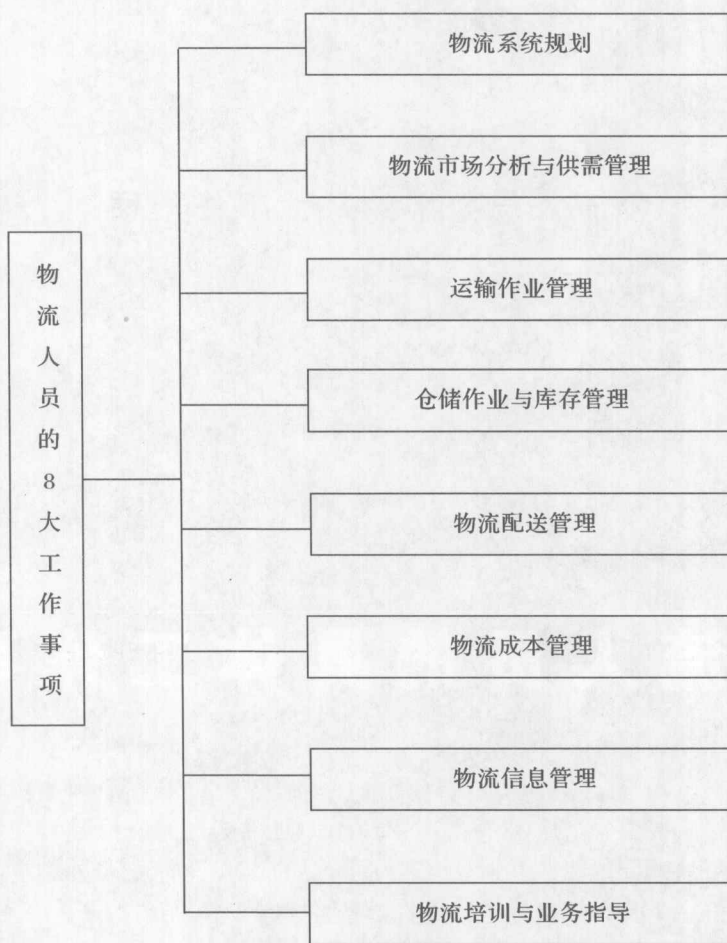 物流人员的8大工作事项
物流系统规划
物流市场分析与供需管理
运输作业管理
仓储作业与库存管理
物流配送管理
物流成本管理
物流信息管理
物流培训与业务指导